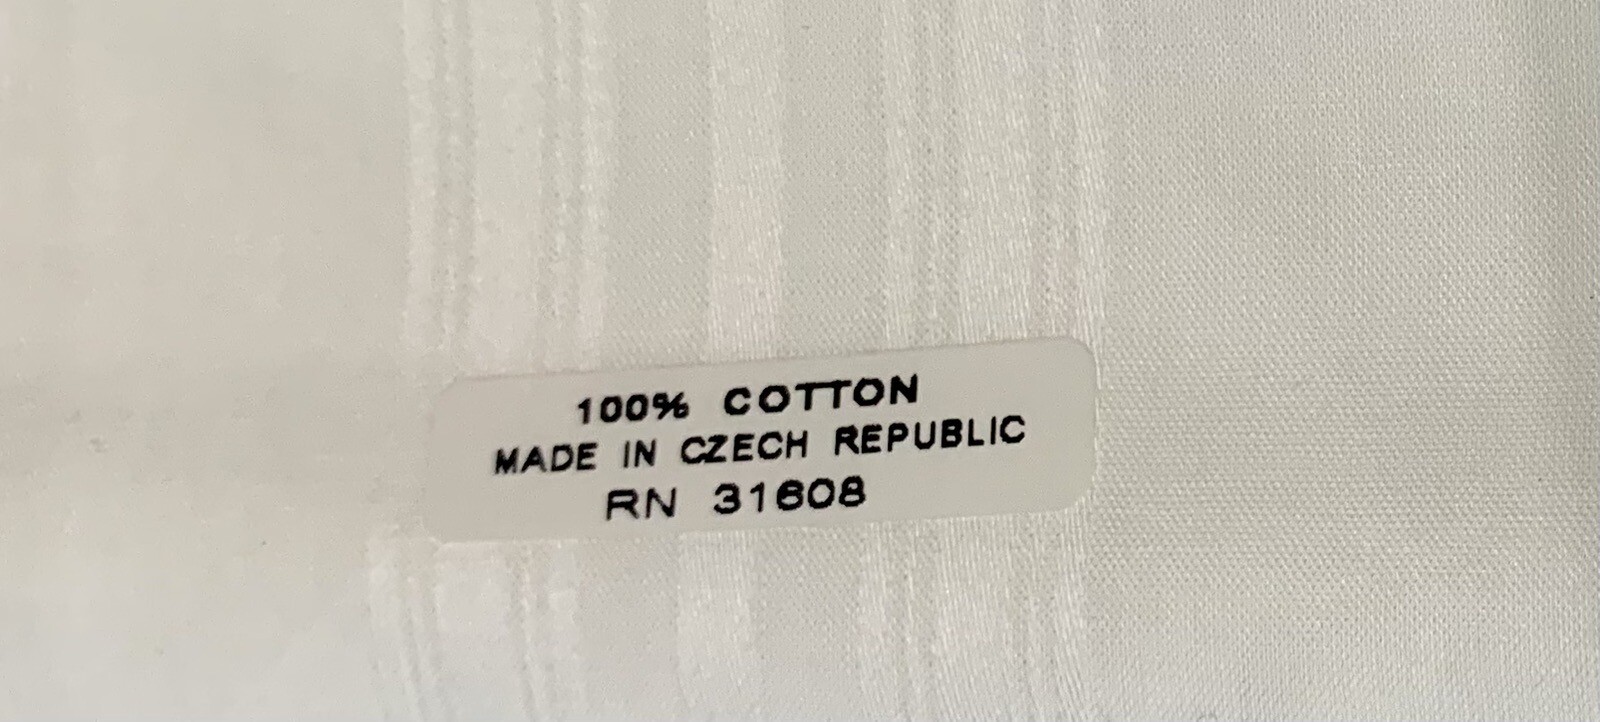 100% COTTON
MADE IN CZECH REPUBLIC
RN 31608